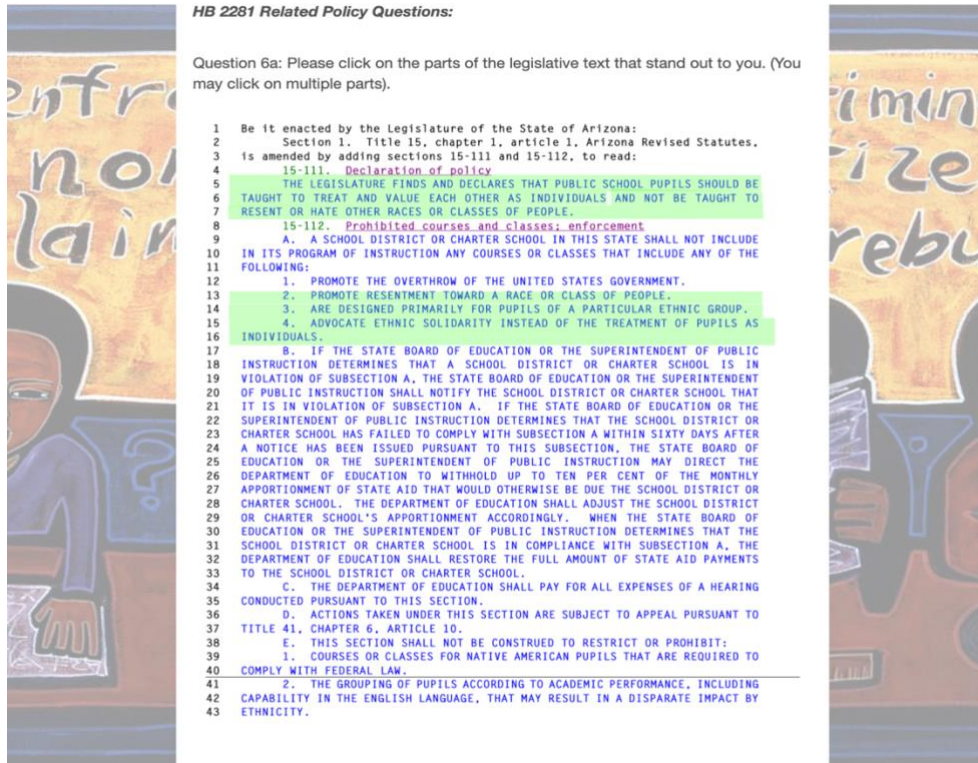 HB 2281 Related Policy Questions:
Question 6a: Please click on the parts of the legislative text that stand out to you. (You
may click on multiple parts).
1 Be it enacted by the Legislature of the State of Arizona:
2 Section 1. Title 15, chapter 1, article 1, Arizona Revised Statutes,
3 is amended by adding sections 15-111 and 15-112, to read:
4 15-111. Declaration of policy
5 THE LEGISLATURE FINDS AND DECLARES THAT PUBLIC SCHOOL PUPILS SHOULD BE
6 TAUGHT TO TREAT AND VALUE EACH OTHER AS INDIVIDUALS AND NOT BE TAUGHT TO
7 RESENT OR HATE OTHER RACES OR CLASSES OF PEOPLE.
8 15-112. Prohibited courses and classes; enforcement
9 A. A SCHOOL DISTRICT OR CHARTER SCHOOL IN THIS STATE SHALL NOT INCLUDE
10 IN ITS PROGRAM OF INSTRUCTION ANY COURSES OR CLASSES THAT INCLUDE ANY OF THE
11 FOLLOWING:
12 1. PROMOTE THE OVERTHROW OF THE UNITED STATES GOVERNMENT.
13 2. PROMOTE RESENTMENT TOWARD A RACE OR CLASS OF PEOPLE.
14 3. ARE DESIGNED PRIMARILY FOR PUPILS OF A PARTICULAR ETHNIC GROUP.
15 4. ADVOCATE ETHNIC SOLIDARITY INSTEAD OF THE TREATMENT OF PUPILS AS
16 INDIVIDUALS.
17 B. IF THE STATE BOARD OF EDUCATION OR THE SUPERINTENDENT OF PUBLIC
18 INSTRUCTION DETERMINES THAT A SCHOOL DISTRICT OR CHARTER SCHOOL IS IN
19 VIOLATION OF SUBSECTION A, THE STATE BOARD OF EDUCATION OR THE SUPERINTENDENT
20 OF PUBLIC INSTRUCTION SHALL NOTIFY THE SCHOOL DISTRICT OR CHARTER SCHOOL THAT
21 IT IS IN VIOLATION OF SUBSECTION A. IF THE STATE BOARD OF EDUCATION OR THE
22 SUPERINTENDENT OF PUBLIC INSTRUCTION DETERMINES THAT THE SCHOOL DISTRICT OR
23 CHARTER SCHOOL HAS FAILED TO COMPLY WITH SUBSECTION A WITHIN SIXTY DAYS AFTER
24 A NOTICE HAS BEEN ISSUED PURSUANT TO THIS SUBSECTION, THE STATE BOARD OF
25 EDUCATION OR THE SUPERINTENDENT OF PUBLIC INSTRUCTION MAY DIRECT THE
26 DEPARTMENT OF EDUCATION TO WITHHOLD UP TO TEN PER CENT OF THE MONTHLY
27 APPORTIONMENT OF STATE AID THAT WOULD OTHERWISE BE DUE THE SCHOOL DISTRICT OR
28 CHARTER SCHOOL. THE DEPARTMENT OF EDUCATION SHALL ADJUST THE SCHOOL DISTRICT
29 OR CHARTER SCHOOL'S APPORTIONMENT ACCORDINGLY. WHEN THE STATE BOARD OF
30 EDUCATION OR THE SUPERINTENDENT OF PUBLIC INSTRUCTION DETERMINES THAT THE
31 SCHOOL DISTRICT OR CHARTER SCHOOL IS IN COMPLIANCE WITH SUBSECTION A, THE
32 DEPARTMENT OF EDUCATION SHALL RESTORE THE FULL AMOUNT OF STATE AID PAYMENTS
33 TO THE SCHOOL DISTRICT OR CHARTER SCHOOL.
34 C. THE DEPARTMENT OF EDUCATION SHALL PAY FOR ALL EXPENSES OF A HEARING
35 CONDUCTED PURSUANT TO THIS SECTION.
36 D. ACTIONS TAKEN UNDER THIS SECTION ARE SUBJECT TO APPEAL PURSUANT TO
37 TITLE 41, CHAPTER 6, ARTICLE 10.
38 E. THIS SECTION SHALL NOT BE CONSTRUED TO RESTRICT OR PROHIBIT:
39 1. COURSES OR CLASSES FOR NATIVE AMERICAN PUPILS THAT ARE REQUIRED TO
40 COMPLY WITH FEDERAL LAW.
41 2. THE GROUPING OF PUPILS ACCORDING TO ACADEMIC PERFORMANCE, INCLUDING
42 CAPABILITY IN THE ENGLISH LANGUAGE, THAT MAY RESULT IN A DISPARATE IMPACT BY
43 ETHNICITY.